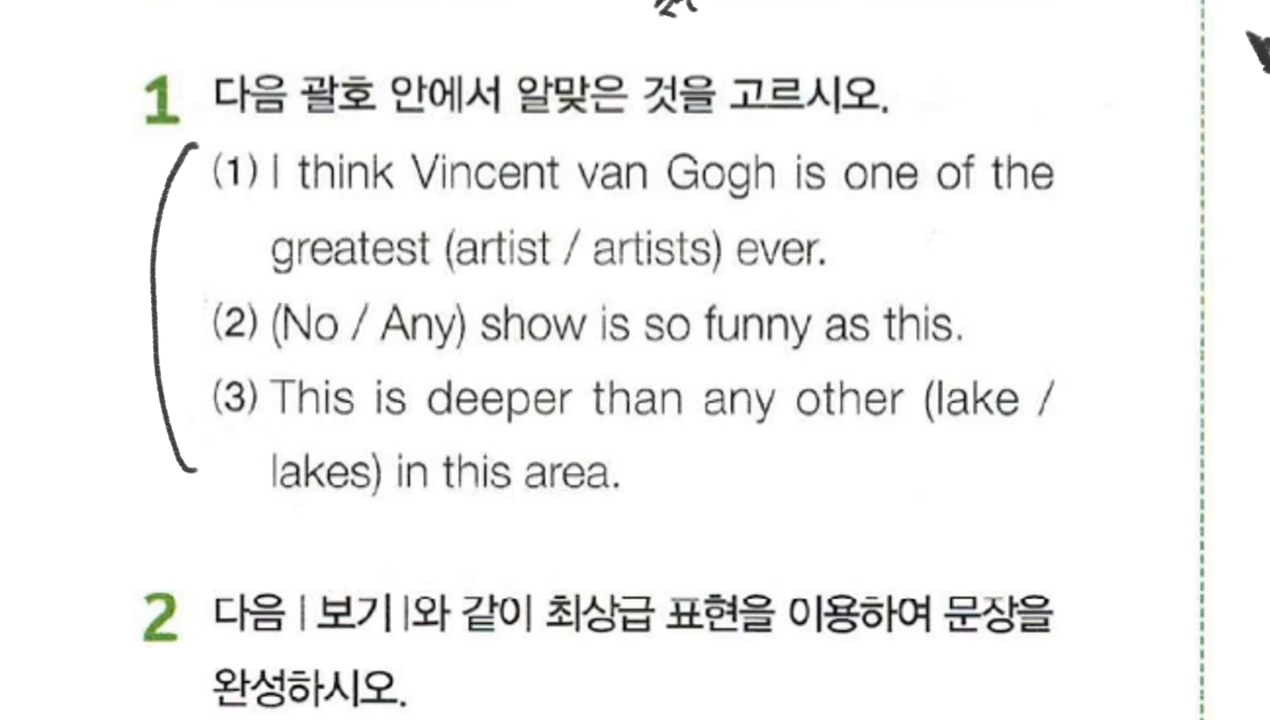 1 다음 괄호 안에서 알맞은 것을 고르시오.
(1) I think Vincent van Gogh is one of the
greatest (artist / artists) ever.
(2) (No / Any) show is so funny as this.
(3) This is deeper than any other (lake /
lakes) in this area.
2 다음 | 보기 |와 같이 최상급 표현을 이용하여 문장을
완성하시오.